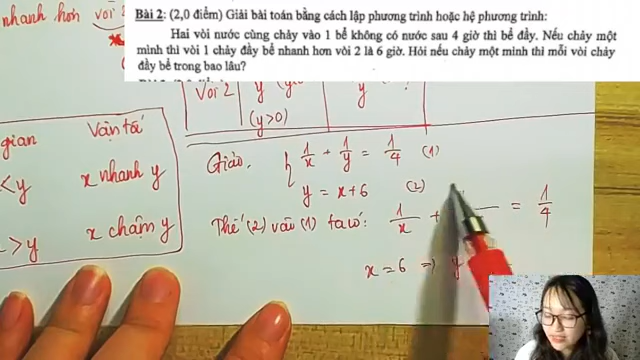 Bài 2: (2,0 điểm) Giải bài toán bằng cách lập phương trình hoặc hệ phương trình:
Hai vòi nước cùng chảy vào 1 bể không có nước sau 4 giờ thì bể đầy. Nếu chảy một
mình thì vòi 1 chảy đầy bể nhanh hơn vòi 2 là 6 giờ. Hỏi nếu chảy một mình thì mỗi vòi chảy
đầy bể trong bao lâu?
nhanh hơn vòi 2
x
Vòi 2 y
(y>0)
gian Vận tốc
<y x nhanh y
x>y x chậm y
Giải 1/x + 1/y = 1/4 (1)
y = x+6 (2)
Thế (2) vào (1) ta có: 1/x + = 1/4
x = 6 ⇒ y